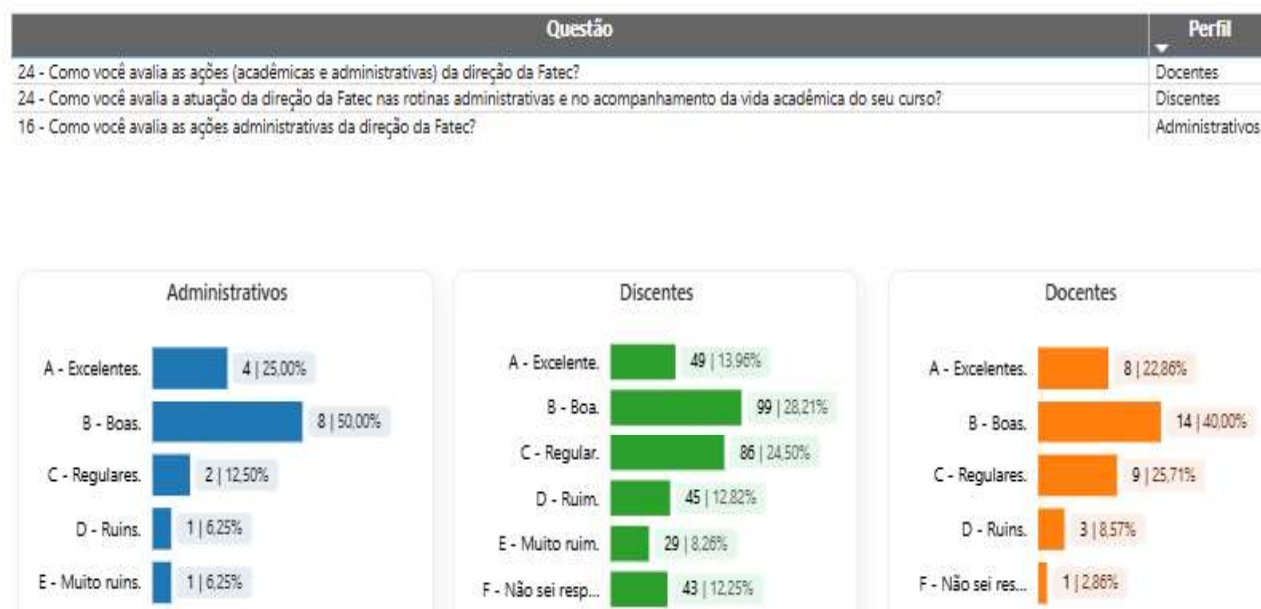 Questão Perfil
24 - Como você avalia as ações (acadêmicas e administrativas) da direção da Fatec? Docentes
24 - Como você avalia a atuação da direção da Fatec nas rotinas administrativas e no acompanhamento da vida acadêmica do seu curso? Discentes
16 - Como você avalia as ações administrativas da direção da Fatec? Administrativos
Administrativos
A - Excelentes. 4 | 25,00%
B - Boas. 8 | 50,00%
C - Regulares. 2 | 12,50%
D - Ruins. 1 | 6,25%
E - Muito ruins. 1 | 6,25%
Discentes
A - Excelente. 49 | 13,96%
B - Boa. 99 | 28,21%
C - Regular. 86 | 24,50%
D - Ruim. 45 | 12,82%
E - Muito ruim. 29 | 8,26%
F - Não sei resp... 43 | 12,25%
Docentes
A - Excelentes. 8 | 22,86%
B - Boas. 14 | 40,00%
C - Regulares. 9 | 25,71%
D - Ruins. 3 | 8,57%
F - Não sei res... 1 | 2,86%